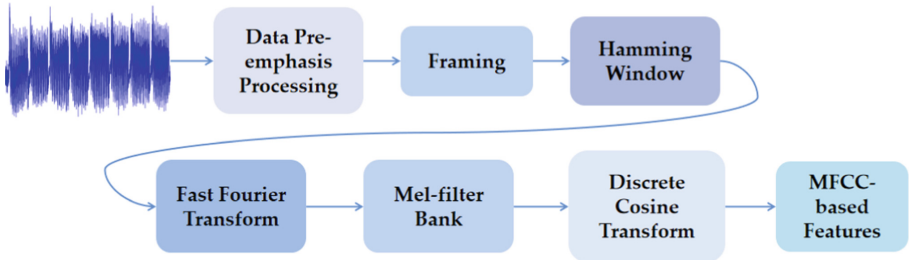 Data Pre-
emphasis
Processing
Framing
Hamming
Window
Fast Fourier
Transform
Mel-filter
Bank
Discrete
Cosine
Transform
MFCC-
based
Features